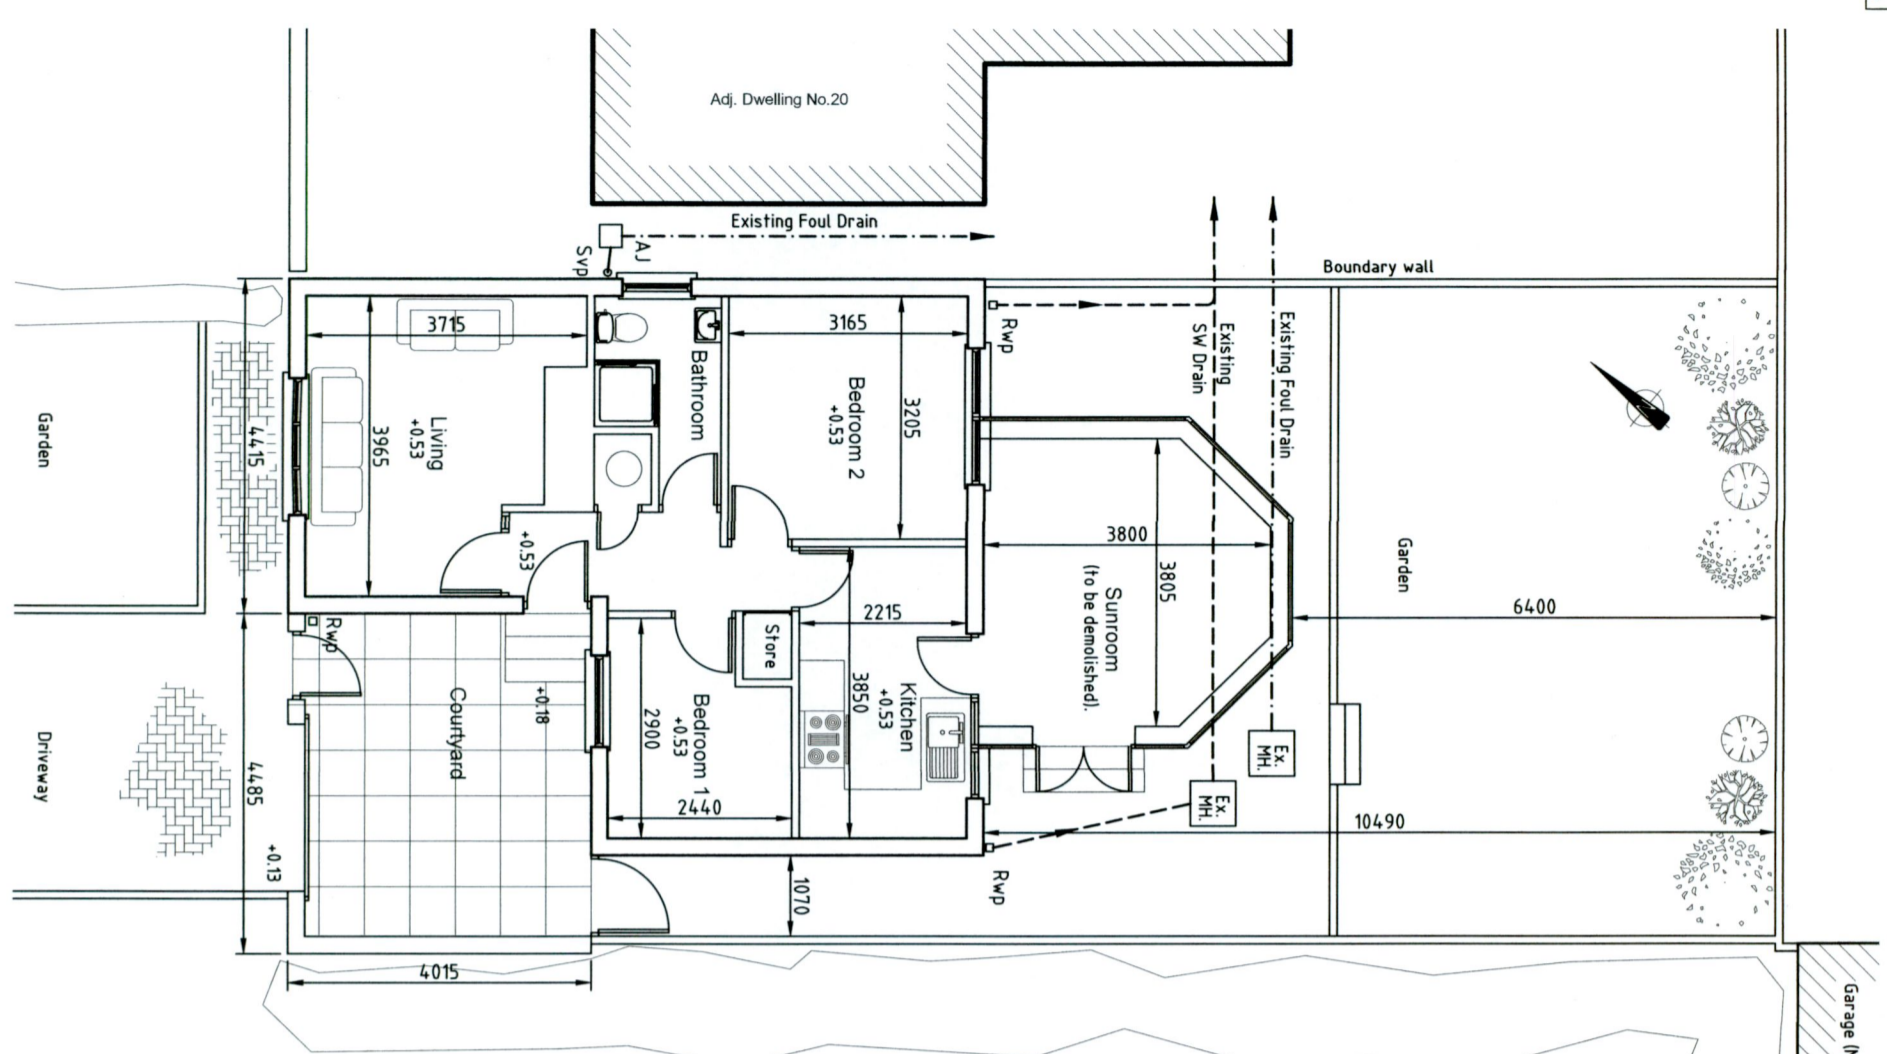 Adj. Dwelling No.20
Existing Foul Drain
AJ
Svp
Boundary wall
Rwp
Existing
SW Drain
Existing Foul Drain
3715
3165
Bathroom
Bedroom 2
+0.53
3205
Living
+0.53
3965
4415
Garden
+0.53
3800
3805
Sunroom
(to be demolished).
Garden
6400
2215
Store
Rwp
Courtyard
+0.18
Bedroom 1
+0.53
2900
2440
3850
Kitchen
+0.53
Ex.
MH.
Ex.
MH.
10490
Driveway
4485
+0.13
1070
Rwp
4015
Garage